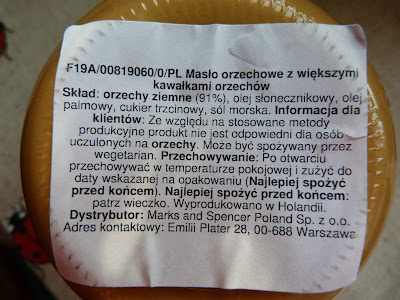 F19A/00819060/0/PL Masło orzechowe z większymi
kawałkami orzechów
Skład: orzechy ziemne (91%), olej słonecznikowy, olej
palmowy, cukier trzcinowy, sól morska. Informacja dla
klientów: Ze względu na stosowane metody
produkcyjne produkt nie jest odpowiedni dla osób
uczulonych na orzechy. Może być spożywany przez
wegetarian. Przechowywanie: Po otwarciu
przechowywać w temperaturze pokojowej i zużyć do
daty wskazanej na opakowaniu (Najlepiej spożyć
przed końcem). Najlepiej spożyć przed końcem:
patrz wieczko. Wyprodukowano w Holandii.
Dystrybutor: Marks and Spencer Poland Sp. z o.o.
Adres kontaktowy: Emilii Plater 28, 00-688 Warszawa